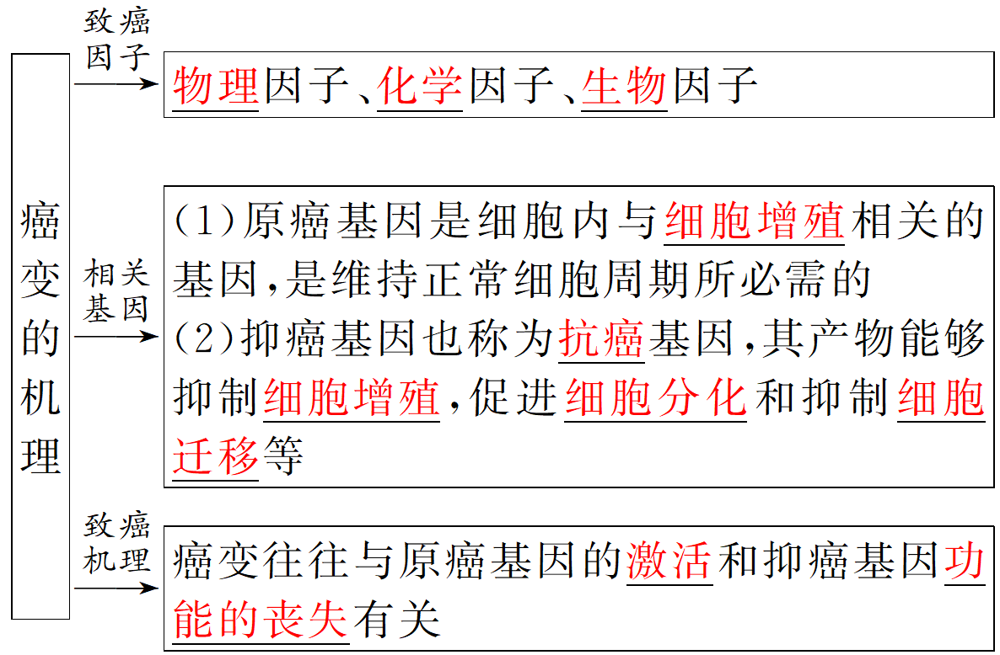 癌变的机理
致癌
因子
物理因子、化学因子、生物因子
相关
基因
(1)原癌基因是细胞内与细胞增殖相关的
基因,是维持正常细胞周期所必需的
(2)抑癌基因也称为抗癌基因,其产物能够
抑制细胞增殖,促进细胞分化和抑制细胞
迁移等
致癌
机理
癌变往往与原癌基因的激活和抑癌基因功
能的丧失有关